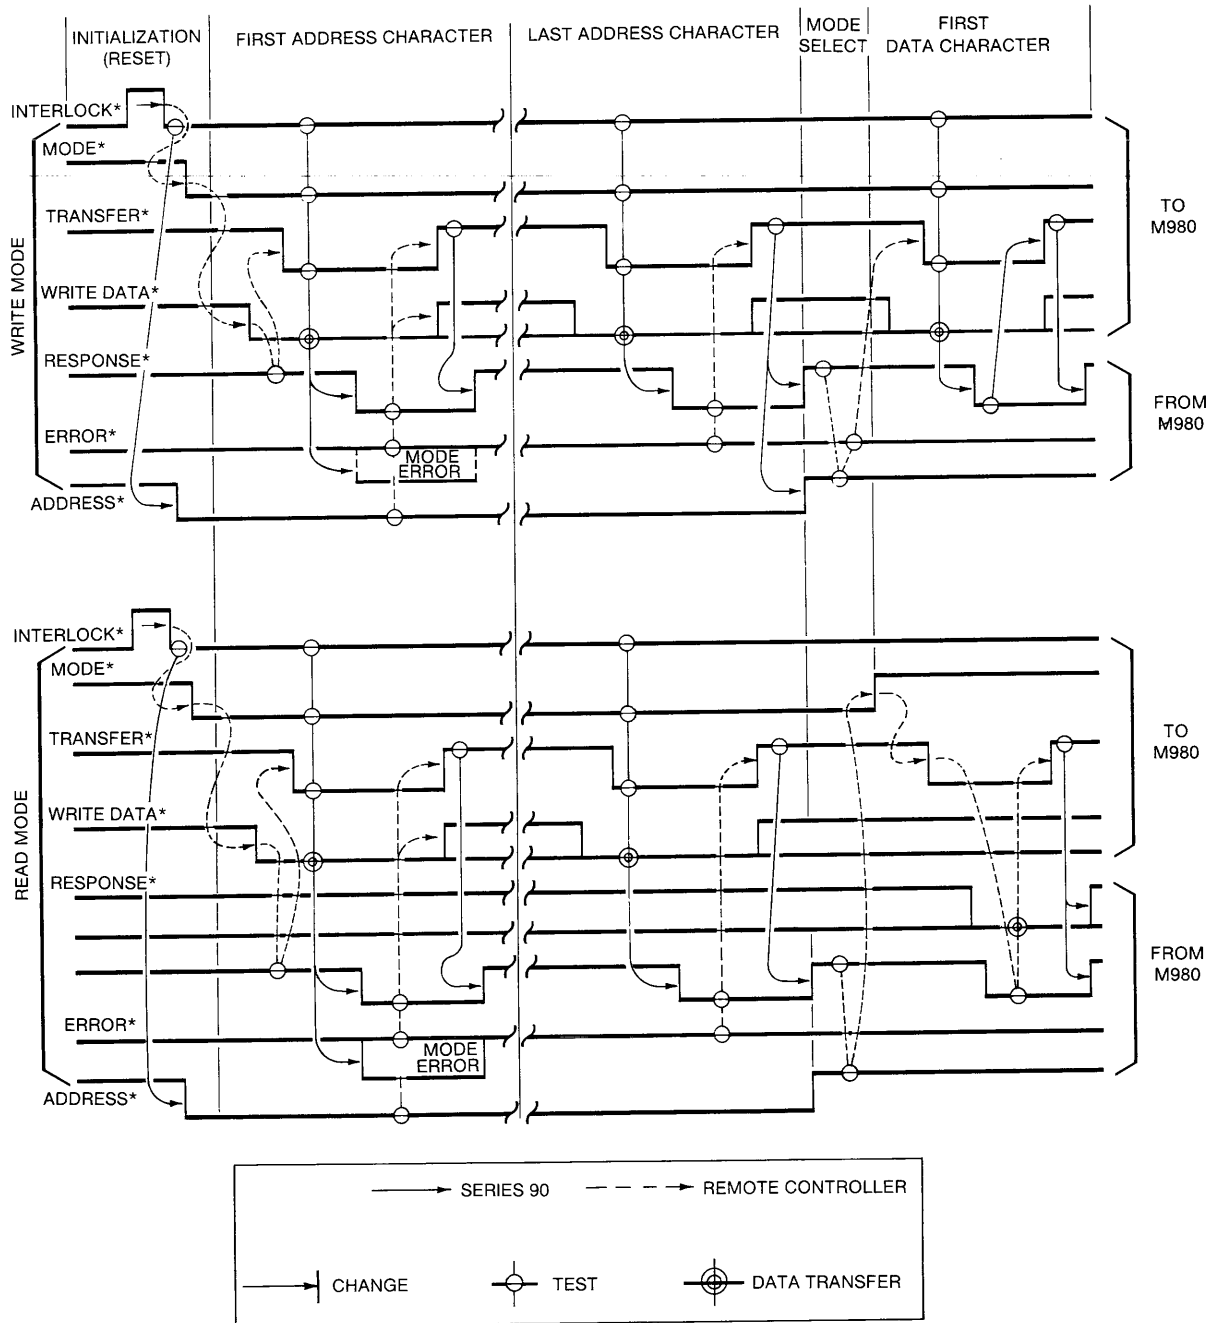 INITIALIZATION
(RESET)
FIRST ADDRESS CHARACTER
LAST ADDRESS CHARACTER
MODE
SELECT
FIRST
DATA CHARACTER
WRITE MODE
INTERLOCK*
MODE*
TRANSFER*
WRITE DATA*
RESPONSE*
ERROR*
MODE
ERROR
ADDRESS*
TO
M980
FROM
M980
READ MODE
INTERLOCK*
MODE*
TRANSFER*
WRITE DATA*
RESPONSE*
ERROR*
MODE
ERROR
ADDRESS*
TO
M980
FROM
M980
SERIES 90
REMOTE CONTROLLER
CHANGE
TEST
DATA TRANSFER